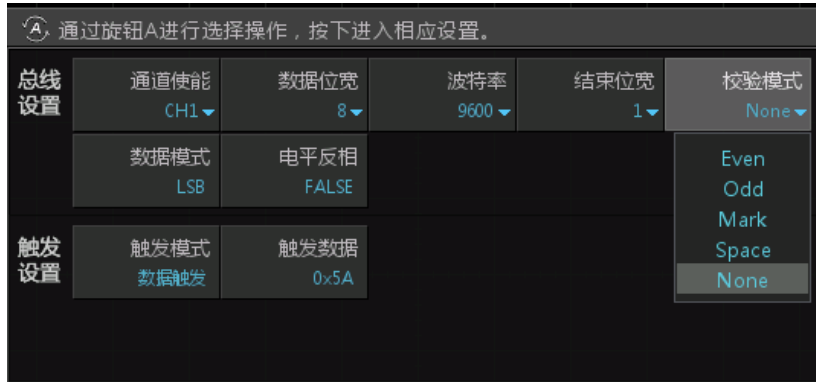 A 通过旋钮A进行选择操作，按下进入相应设置。
总线设置
通道使能 数据位宽 波特率 结束位宽 校验模式
CH1 8 9600 1 None
数据模式 电平反相
LSB FALSE
Even
Odd
Mark
Space
None
触发设置
触发模式 触发数据
数据触发 0x5A